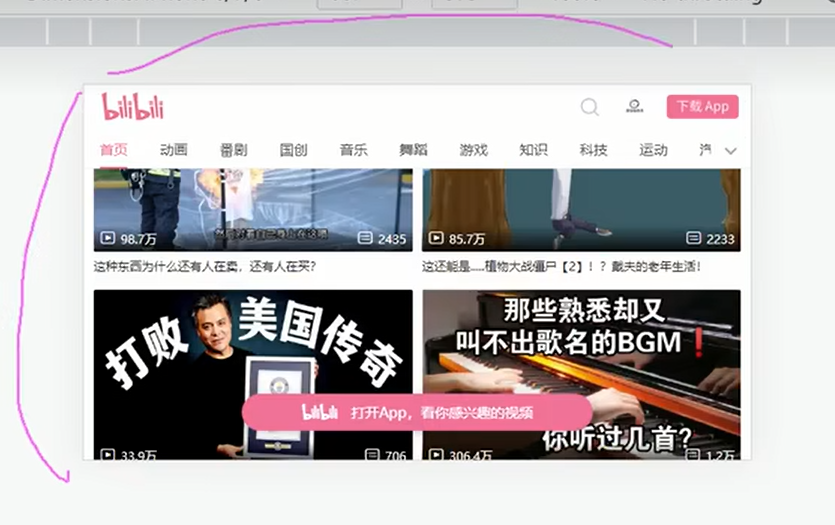 bilibili
下载 App
首页 动画 番剧 国创 音乐 舞蹈 游戏 知识 科技 运动 汽
98.7万 2435
85.7万 2233
这种东西为什么还有人在卖，还有人在买？
这还能是......植物大战僵尸【2】！？戴夫的老年生活！
打败 美国传奇
那些熟悉却又
叫不出歌名的BGM❗
bilibili 打开App，看你感兴趣的视频
你听过几首?
33.9万 706
306.4万 1.2万